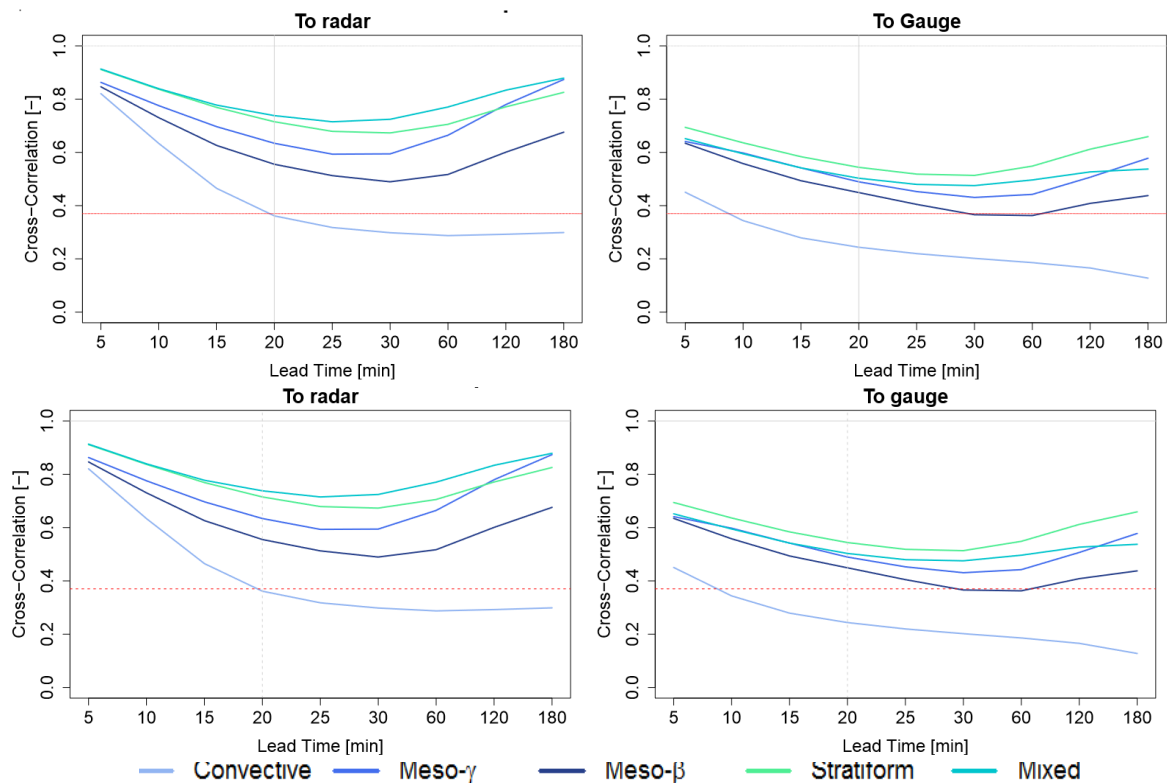 To radar
To Gauge
Cross−Correlation [−]
0.0 0.2 0.4 0.6 0.8 1.0
5 10 15 20 25 30 60 120 180
Lead Time [min]
Cross−Correlation [−]
0.0 0.2 0.4 0.6 0.8 1.0
5 10 15 20 25 30 60 120 180
Lead Time [min]
To radar
To gauge
Cross−Correlation [−]
0.0 0.2 0.4 0.6 0.8 1.0
5 10 15 20 25 30 60 120 180
Lead Time [min]
Cross−Correlation [−]
0.0 0.2 0.4 0.6 0.8 1.0
5 10 15 20 25 30 60 120 180
Lead Time [min]
Convective Meso-γ Meso-β Stratiform Mixed